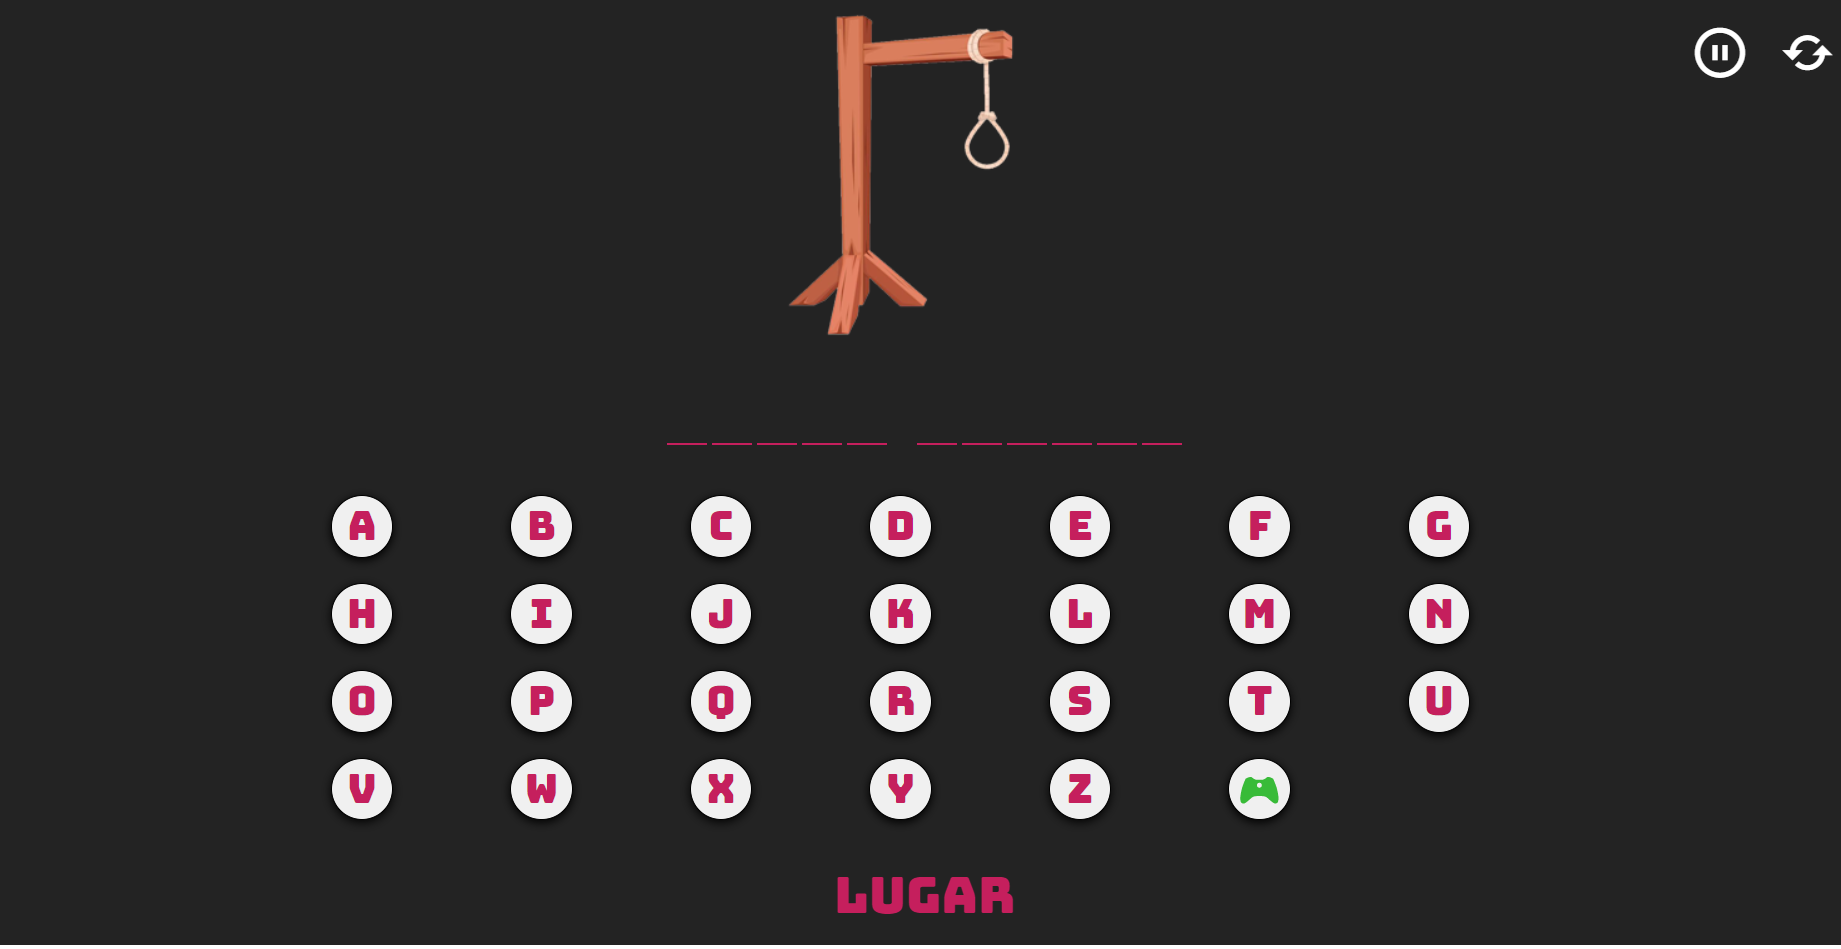 A B C D E F G
H I J K L M N
O P Q R S T U
V W X Y Z
LUGAR